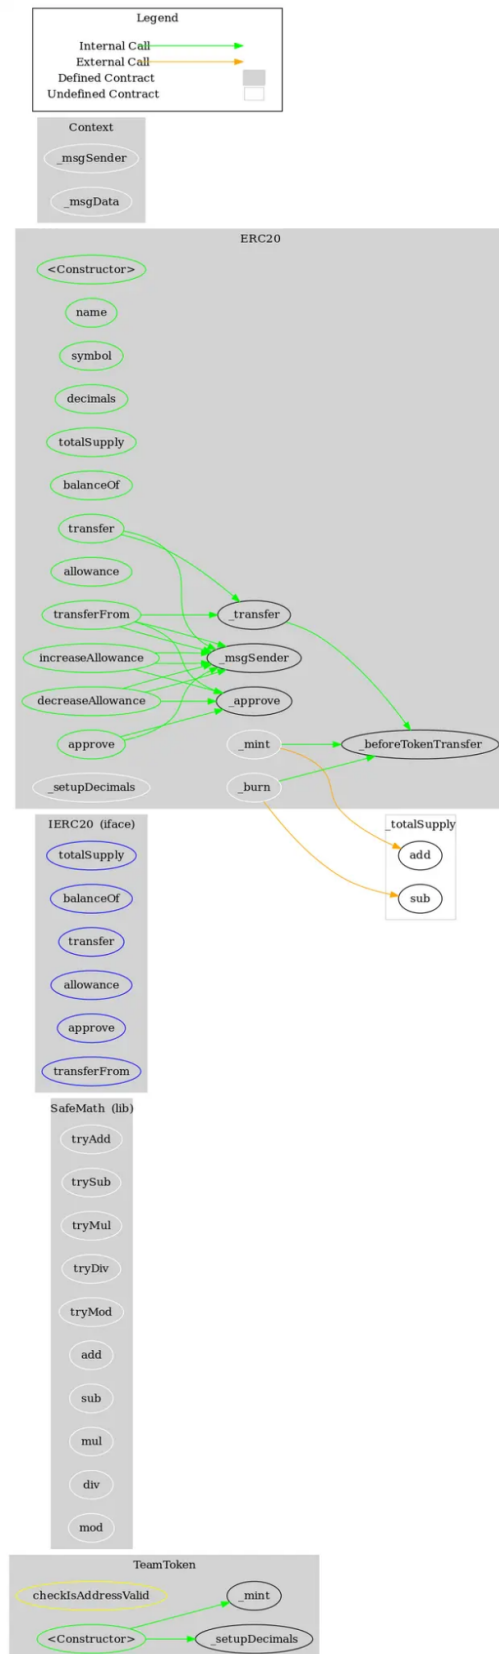 Legend
Internal Call
External Call
Defined Contract
Undefined Contract
Context
_msgSender
_msgData
ERC20
<Constructor>
name
symbol
decimals
totalSupply
balanceOf
transfer
allowance
transferFrom
_transfer
increaseAllowance
_msgSender
decreaseAllowance
_approve
approve
_mint
_beforeTokenTransfer
_setupDecimals
_burn
IERC20 (iface)
_totalSupply
totalSupply
add
balanceOf
sub
transfer
allowance
approve
transferFrom
SafeMath (lib)
tryAdd
trySub
tryMul
tryDiv
tryMod
add
sub
mul
div
mod
TeamToken
checkIsAddressValid
_mint
<Constructor>
_setupDecimals